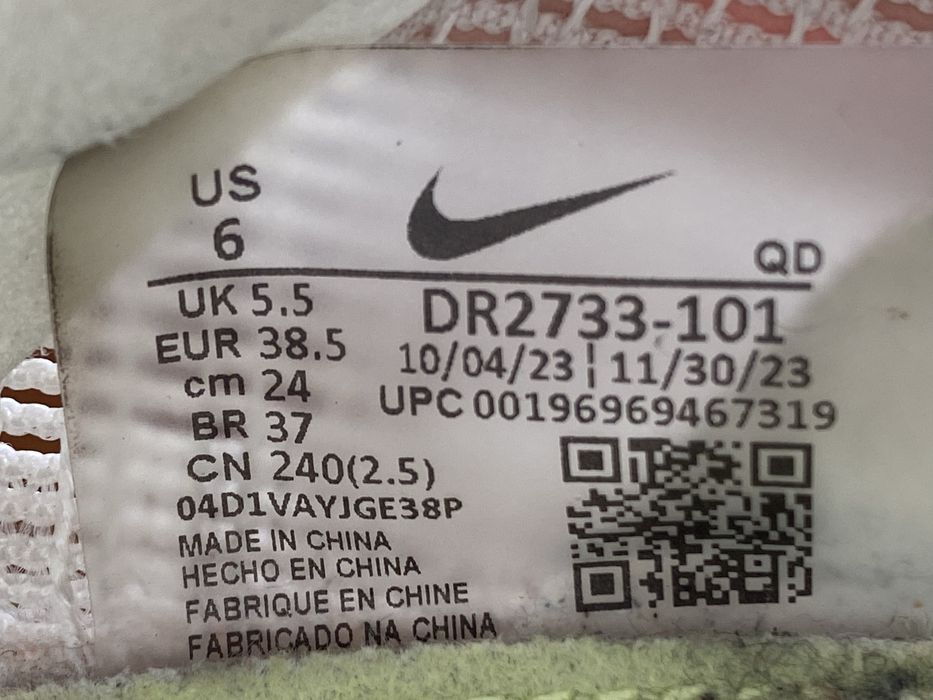 US
6
QD
UK 5.5
EUR 38.5
cm 24
BR 37
CN 240(2.5)
04D1VAYJGE38P
MADE IN CHINA
HECHO EN CHINA
FABRIQUE EN CHINE
FABRICADO NA CHINA
DR2733-101
10/04/23 ¦ 11/30/23
UPC 00196969467319